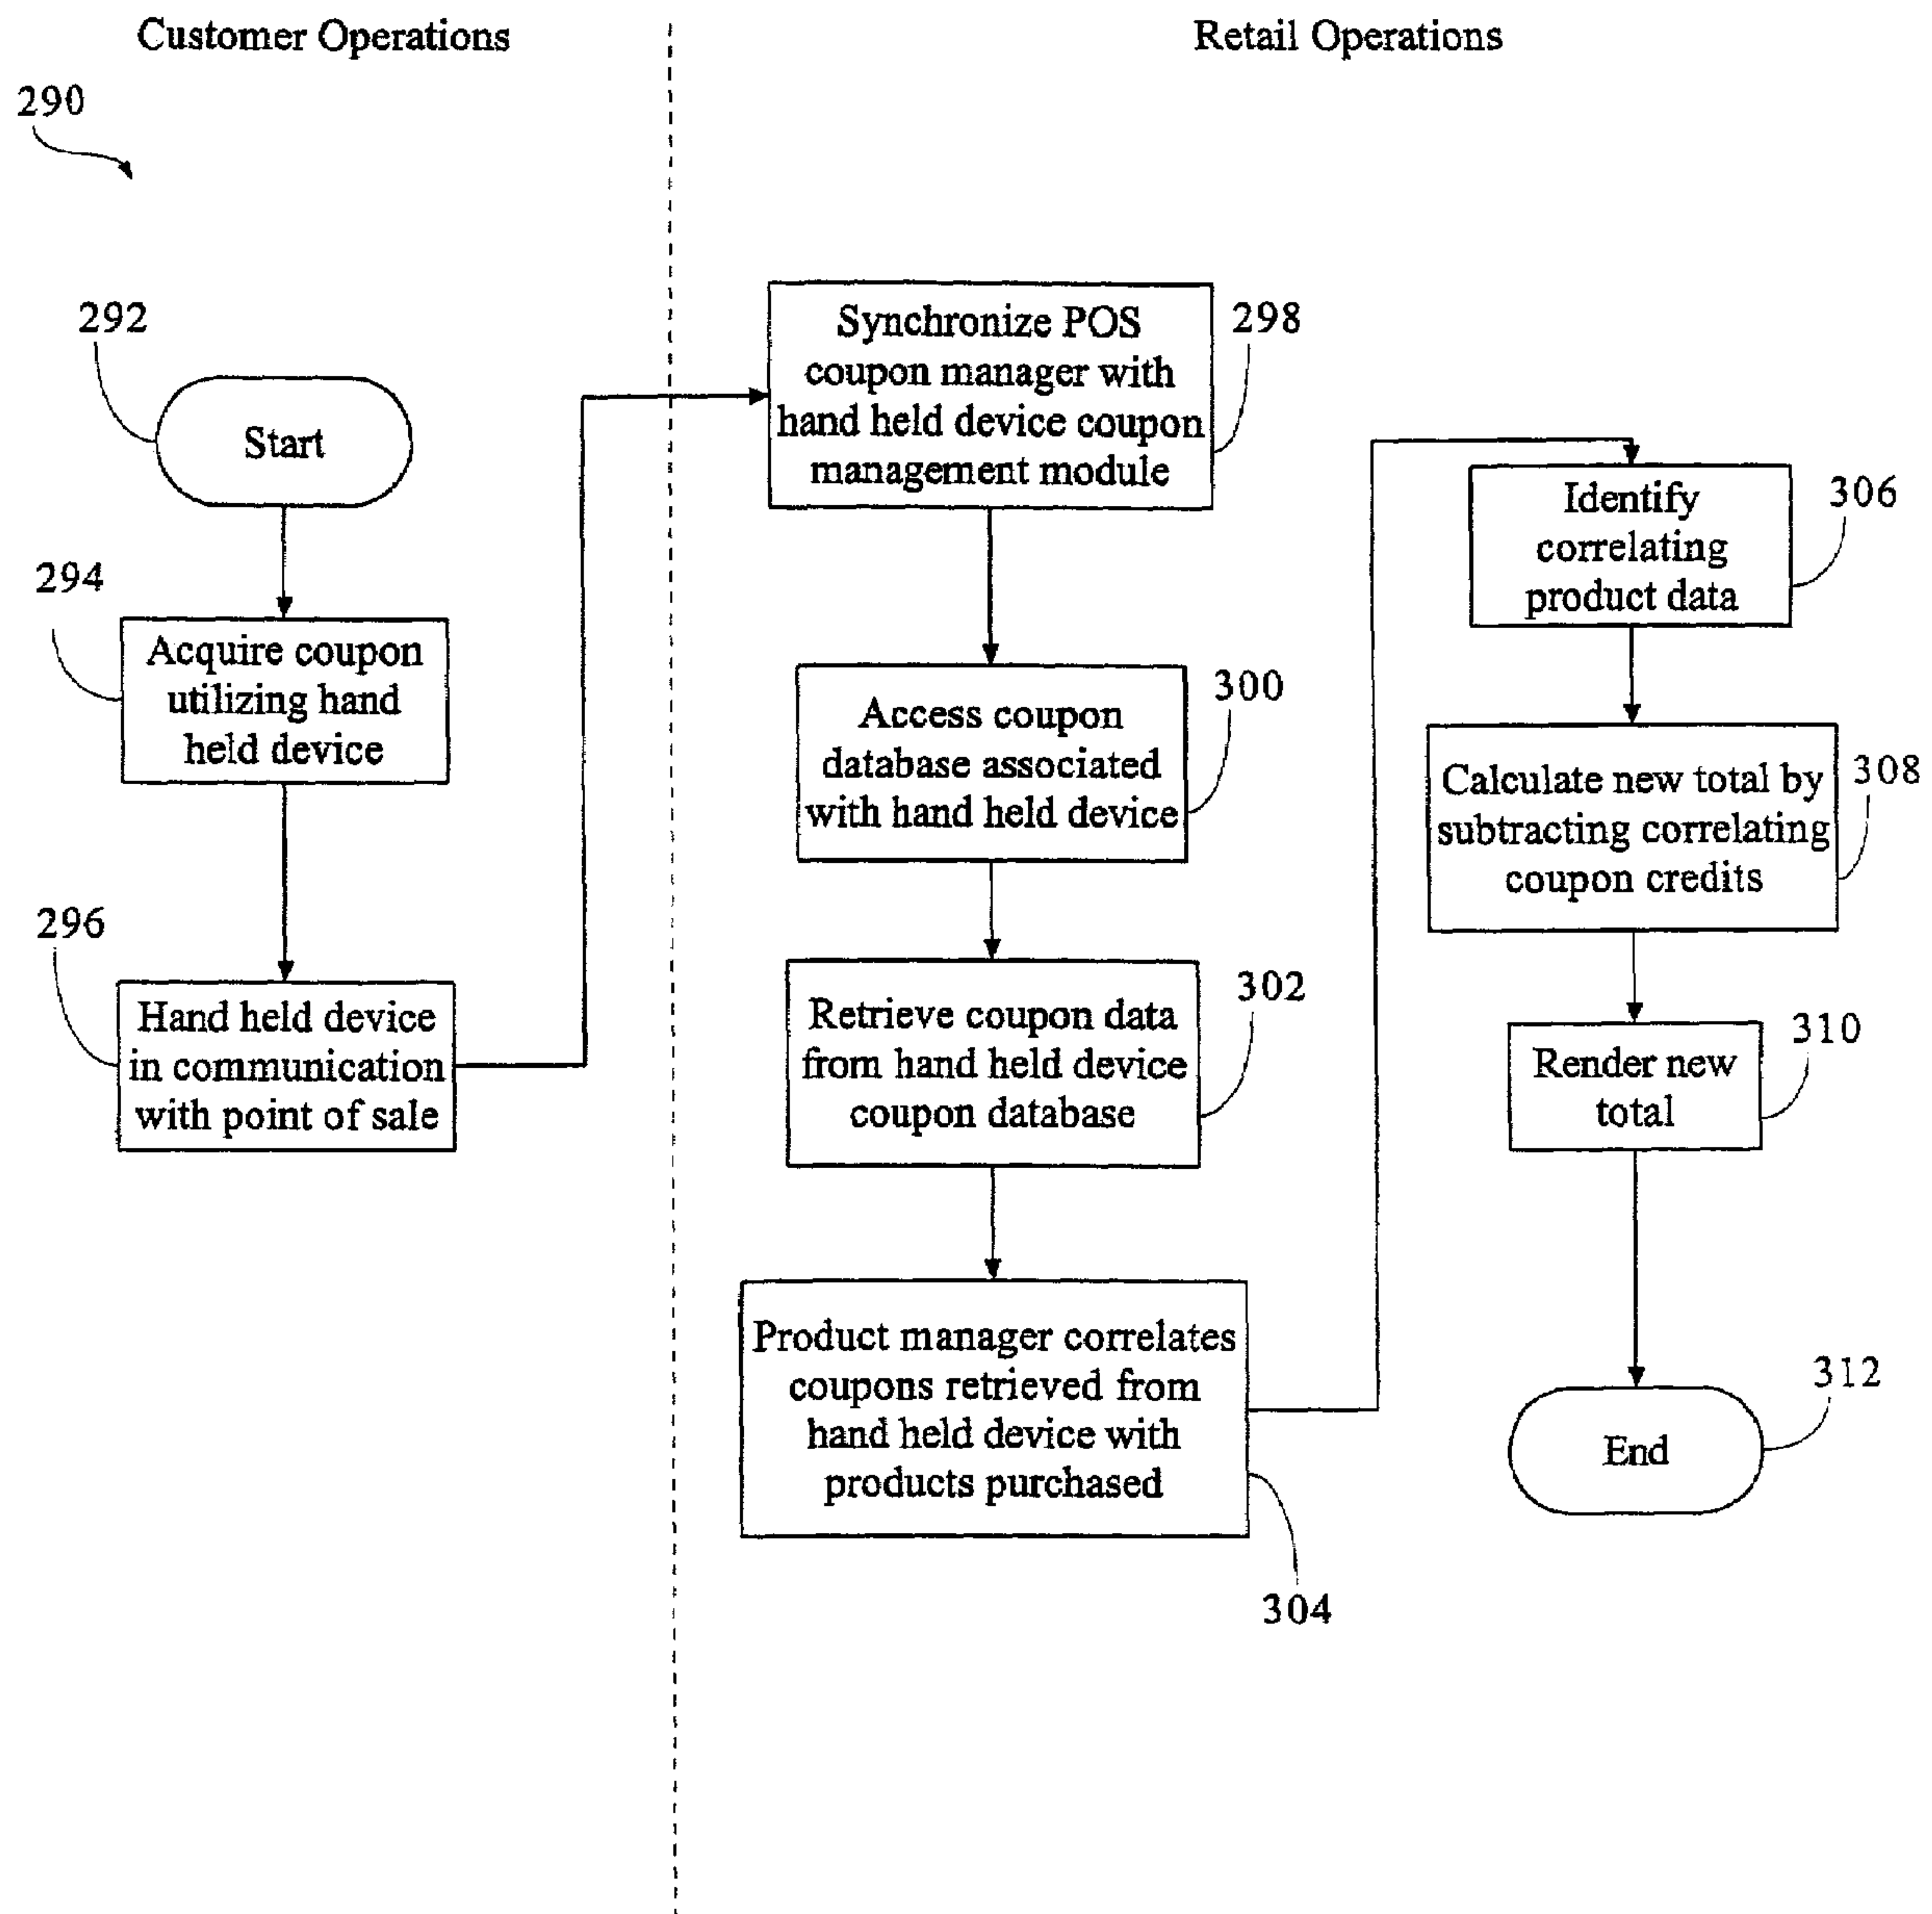 Customer Operations
Retail Operations
290
292
Start
294
Acquire coupon
utilizing hand
held device
296
Hand held device
in communication
with point of sale
Synchronize POS
coupon manager with
hand held device coupon
management module
298
Access coupon
database associated
with hand held device
300
Retrieve coupon data
from hand held device
coupon database
302
Product manager correlates
coupons retrieved from
hand held device with
products purchased
304
Identify
correlating
product data
306
Calculate new total by
subtracting correlating
coupon credits
308
Render new
total
310
End
312